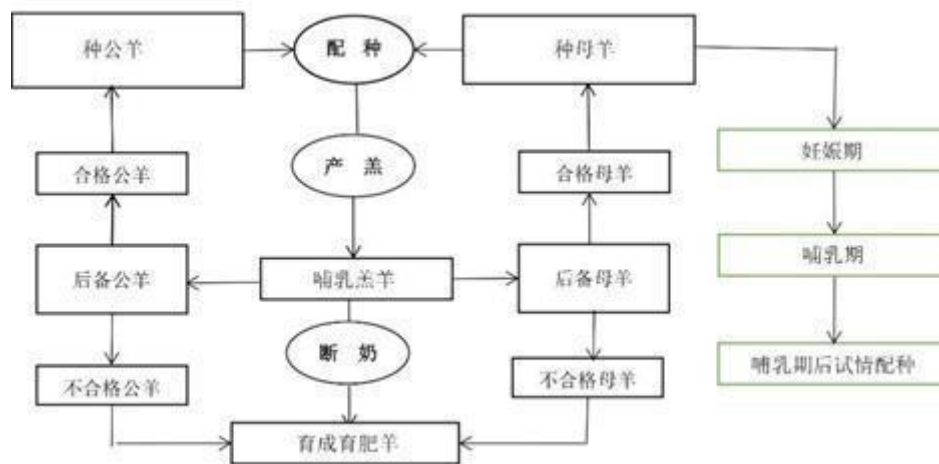 种公羊
配 种
种母羊
合格公羊
产 羔
合格母羊
妊娠期
后备公羊
哺乳羔羊
后备母羊
哺乳期
断 奶
不合格公羊
不合格母羊
哺乳期后试情配种
育成育肥羊